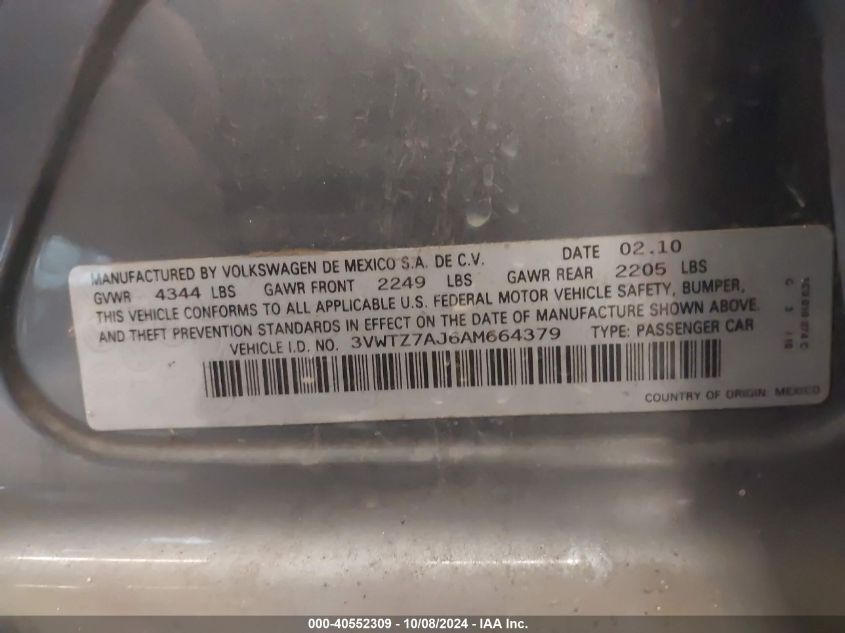 MANUFACTURED BY VOLKSWAGEN DE MEXICO S.A. DE C.V. DATE 02.10
GVWR 4344 LBS GAWR FRONT 2249 LBS GAWR REAR 2205 LBS
THIS VEHICLE CONFORMS TO ALL APPLICABLE U.S. FEDERAL MOTOR VEHICLE SAFETY, BUMPER,
AND THEFT PREVENTION STANDARDS IN EFFECT ON THE DATE OF MANUFACTURE SHOWN ABOVE.
VEHICLE I.D. NO. 3VWTZ7AJ6AM664379 TYPE: PASSENGER CAR
COUNTRY OF ORIGIN: MEXICO
000-40552309 - 10/08/2024 - IAA Inc.